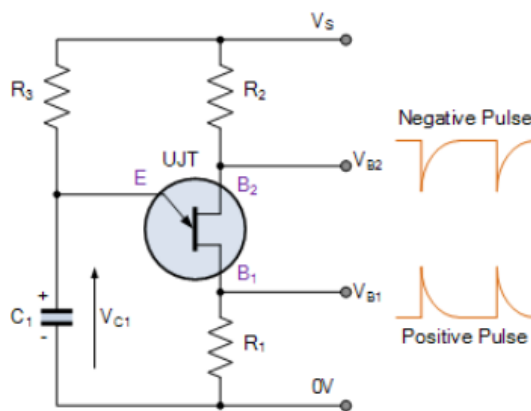 VS
R3
R2
Negative Pulse
UJT
VB2
E
B2
B1
VB1
+
C1
VC1
-
R1
Positive Pulse
0V